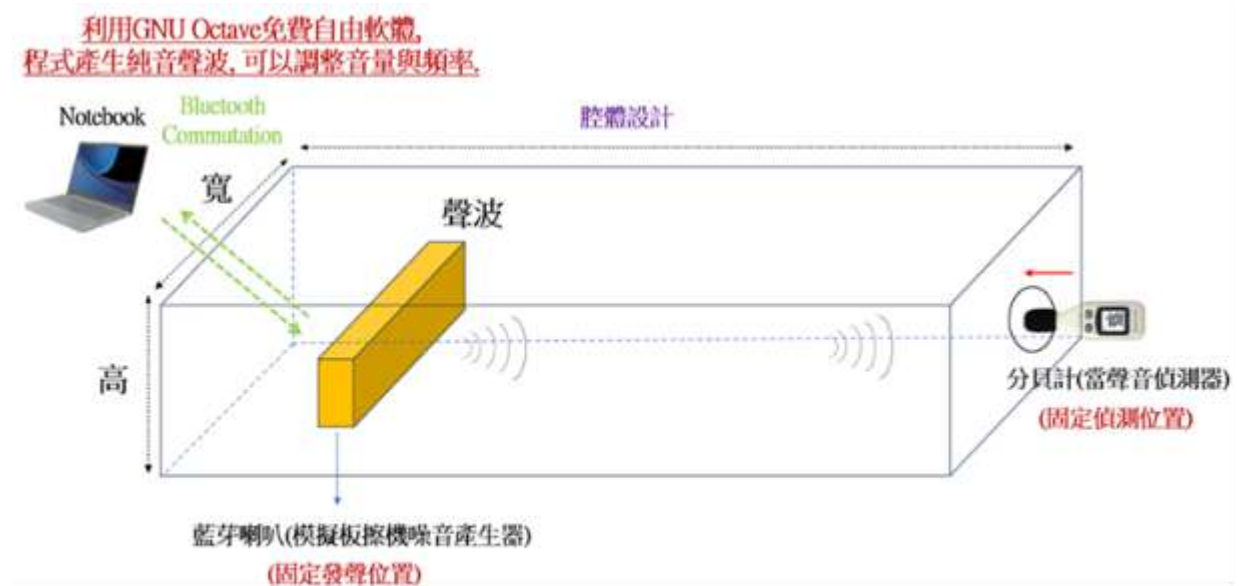 利用GNU Octave免費自由軟體,
程式產生純音聲波, 可以調整音量與頻率.
Notebook
Bluetooth
Commutation
腔體設計
寬
聲波
高
分貝計(當聲音偵測器)
(固定偵測位置)
藍芽喇叭(模擬板擦機噪音產生器)
(固定發聲位置)